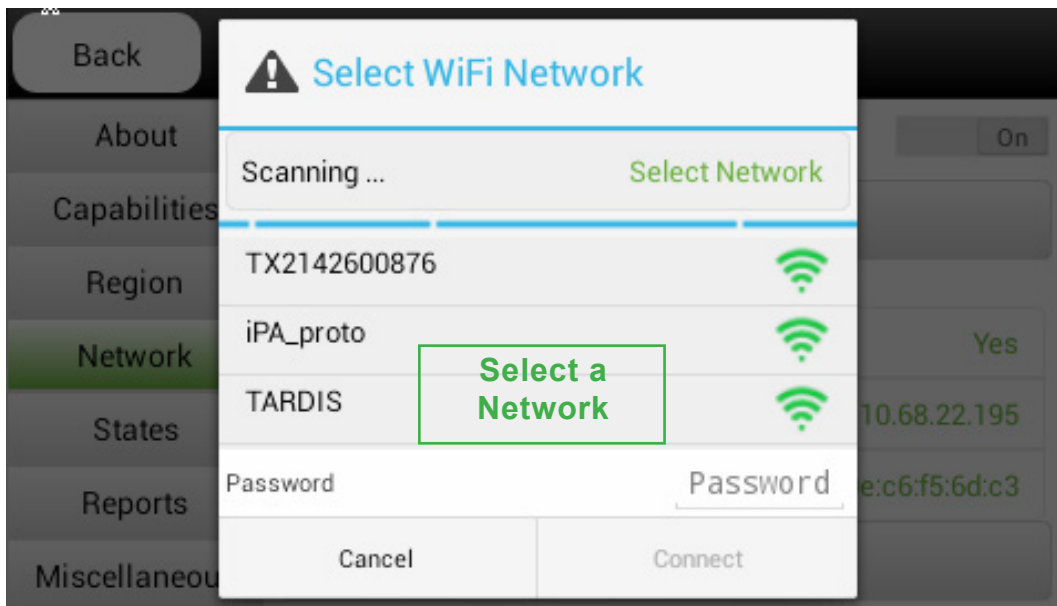 Back
Select WiFi Network
About
On
Scanning ...
Select Network
Capabilities
TX2142600876
Region
iPA_proto
Network
Yes
Select a
Network
TARDIS
States
10.68.22.195
Password
Password
e:c6:f5:6d:c3
Reports
Cancel
Connect
Miscellaneou